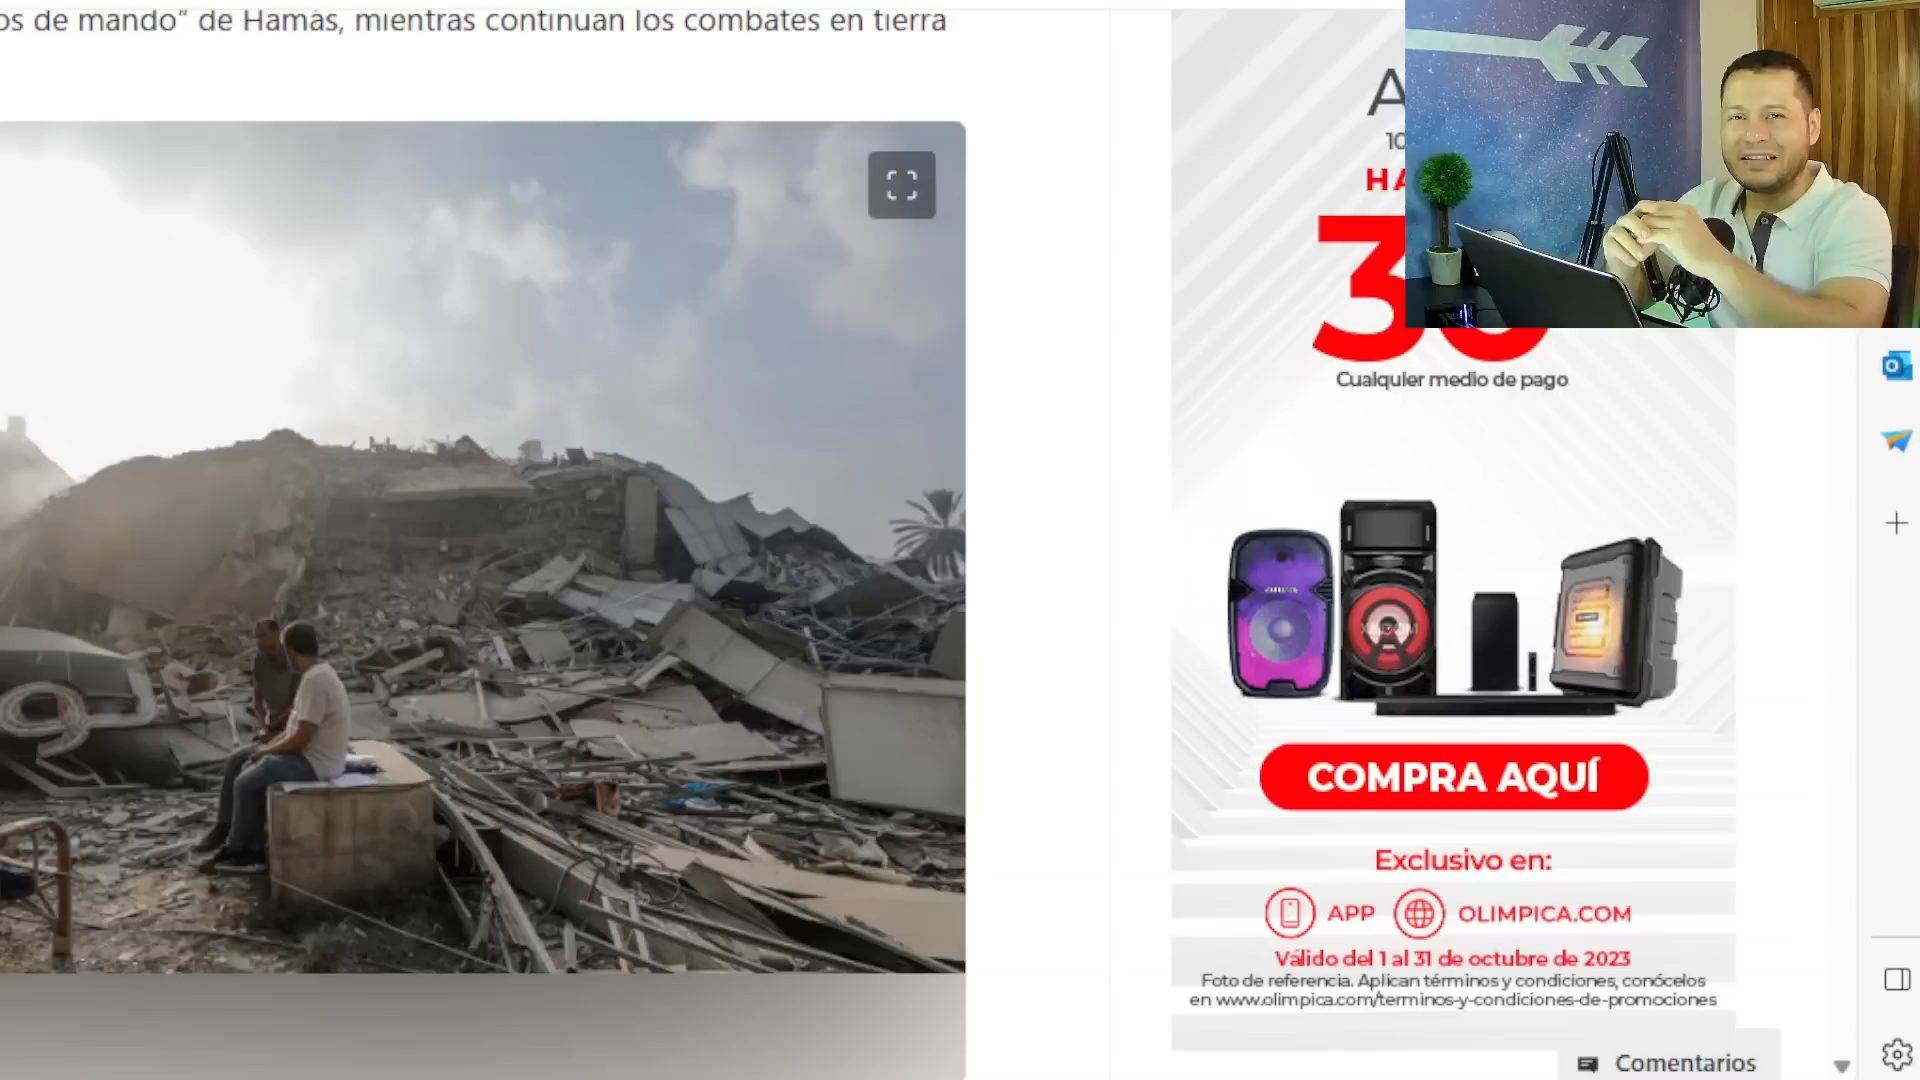 de mando” de Hamás, mientras continúan los combates en tierra
A
10
HA
Cualquier medio de pago
COMPRA AQUÍ
Exclusivo en:
APP OLIMPICA.COM
Válido del 1 al 31 de octubre de 2023
Foto de referencia. Aplican términos y condiciones, conócelos
en www.olimpica.com/terminos-y-condiciones-de-promociones
Comentarios